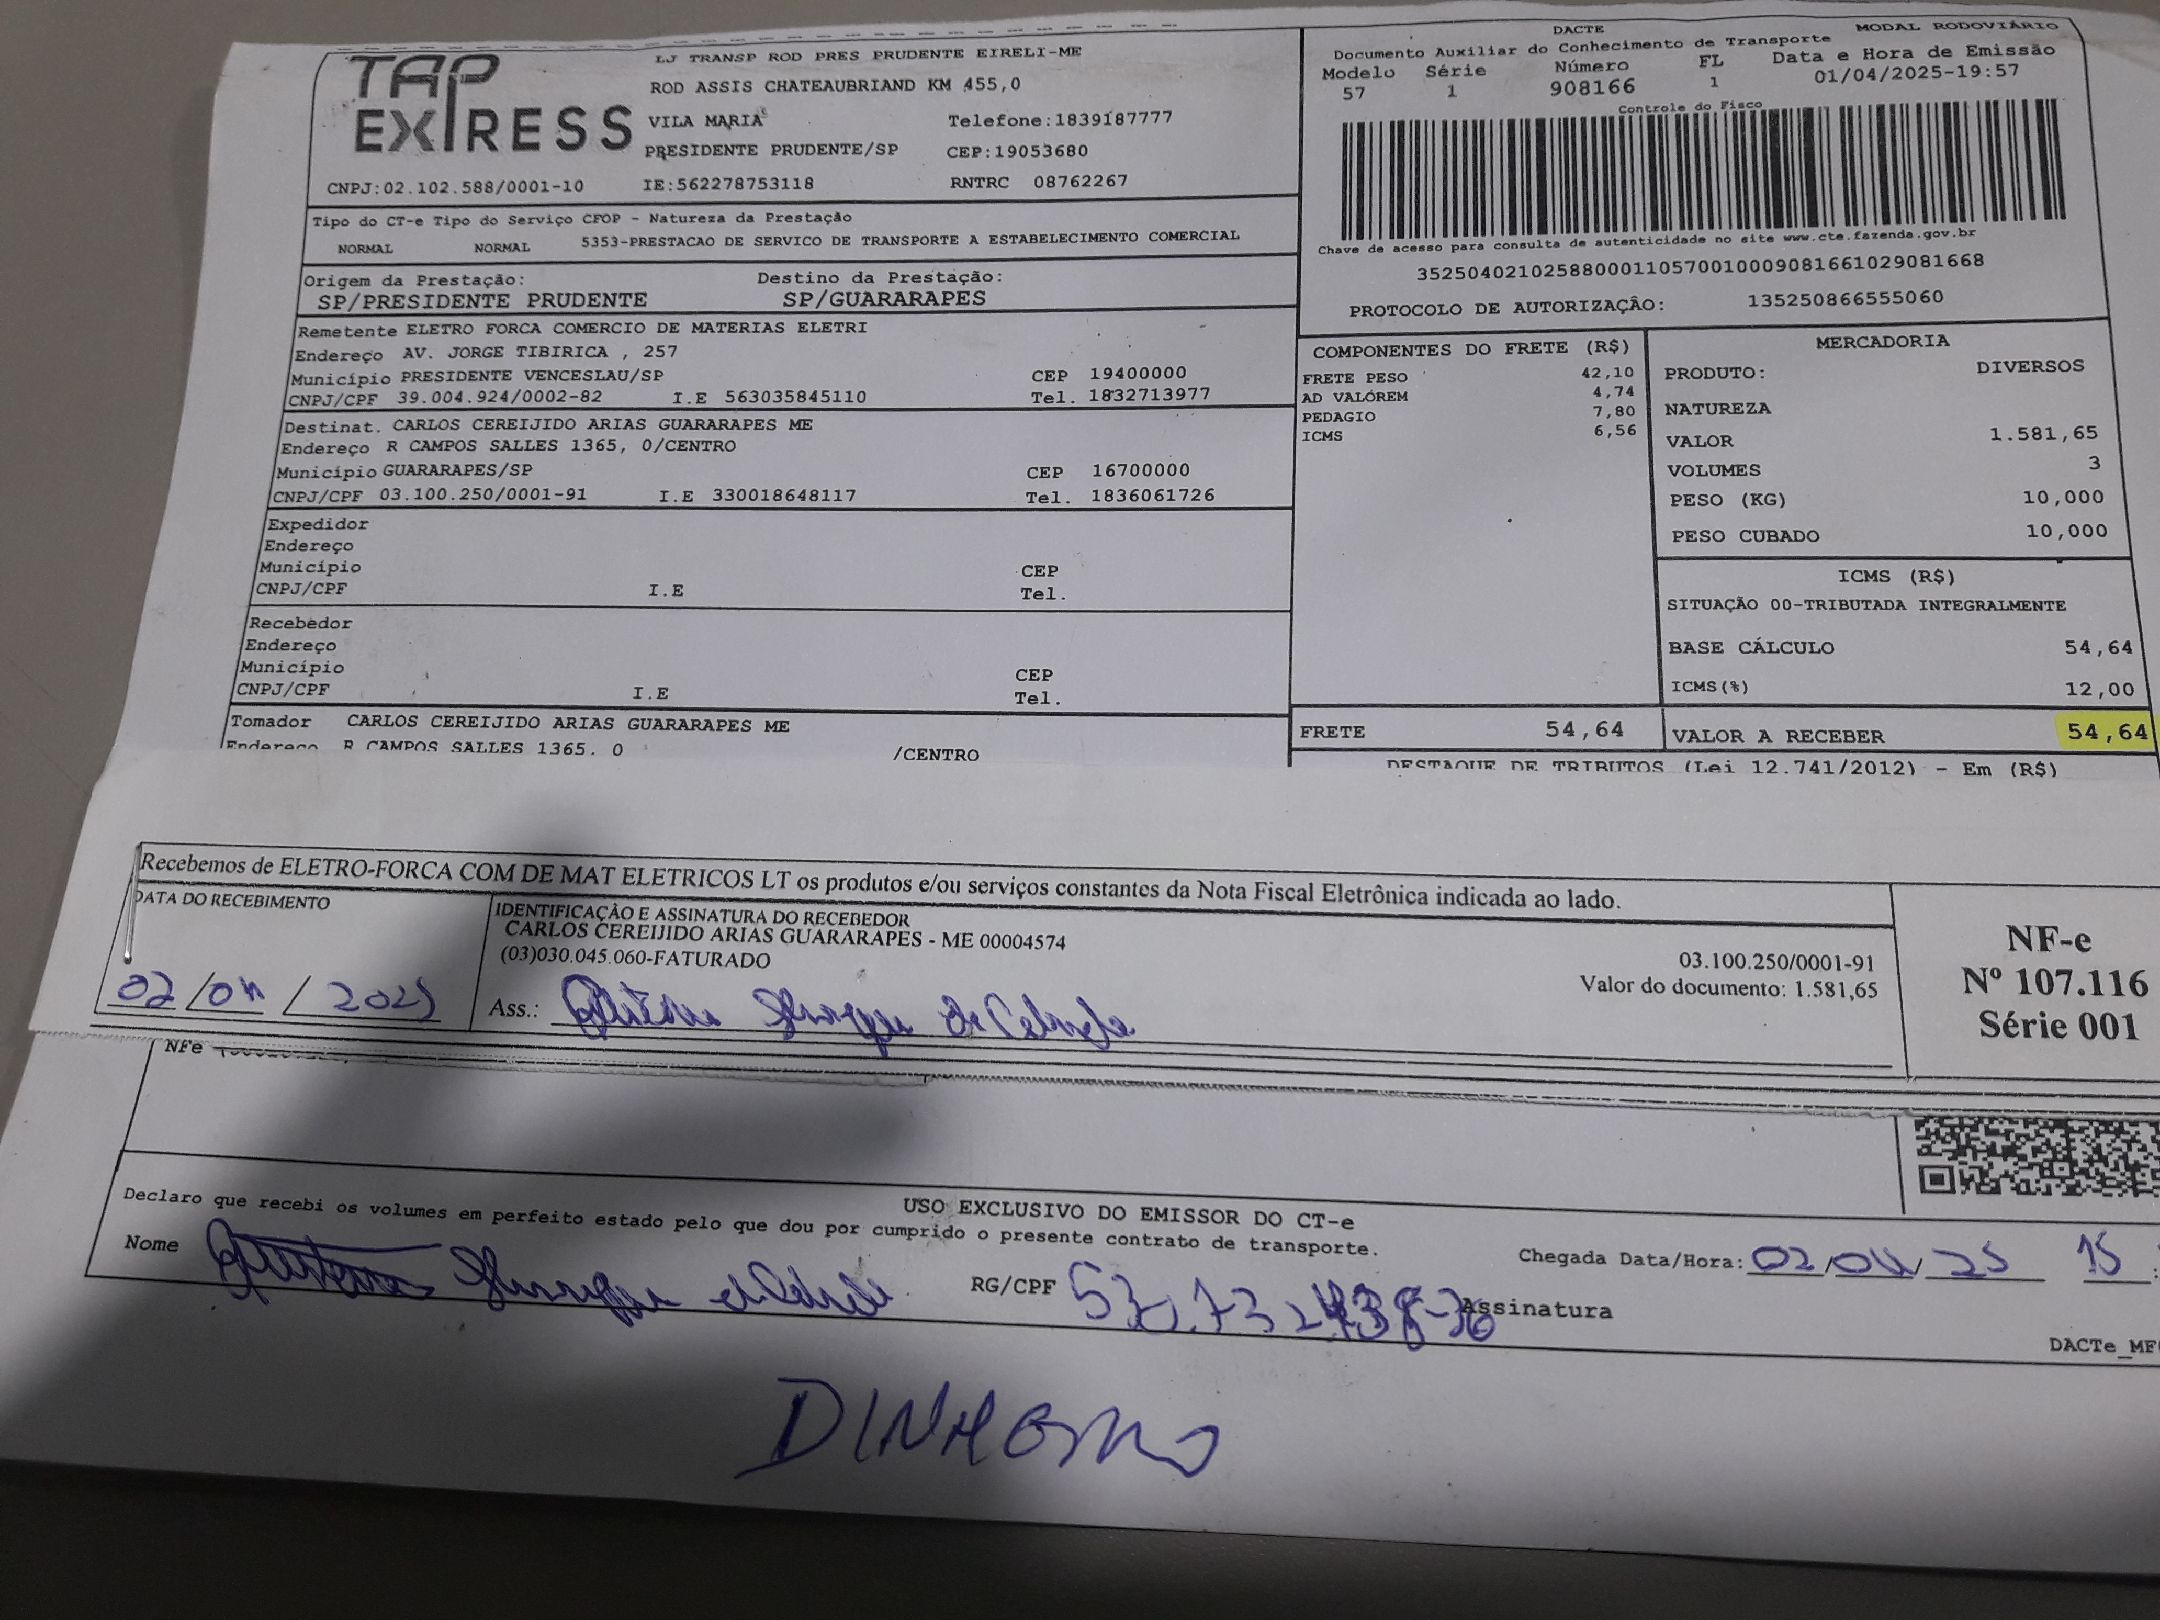 TAP EXPRESS
LJ TRANSP ROD PRES PRUDENTE EIRELI-ME
ROD ASSIS CHATEAUBRIAND KM 455,0
VILA MARIA Telefone:1839187777
PRESIDENTE PRUDENTE/SP CEP:19053680
CNPJ:02.102.588/0001-10 IE:562278753118 RNTRC 08762267
DACTE MODAL RODOVIÁRIO
Documento Auxiliar do Conhecimento de Transporte
Modelo Série Número FL Data e Hora de Emissão
57 1 908166 1 01/04/2025-19:57
Controle do Fisco
Chave de acesso para consulta de autenticidade no site www.cte.fazenda.gov.br
35250402102588000110570010009081661029081668
PROTOCOLO DE AUTORIZAÇÃO: 135250866555060
Tipo do CT-e Tipo do Serviço CFOP - Natureza da Prestação
NORMAL NORMAL 5353-PRESTACAO DE SERVICO DE TRANSPORTE A ESTABELECIMENTO COMERCIAL
Origem da Prestação: Destino da Prestação:
SP/PRESIDENTE PRUDENTE SP/GUARARAPES
Remetente ELETRO FORCA COMERCIO DE MATERIAS ELETRI
Endereço AV. JORGE TIBIRICA , 257
Município PRESIDENTE VENCESLAU/SP CEP 19400000
CNPJ/CPF 39.004.924/0002-82 I.E 563035845110 Tel. 1832713977
Destinat. CARLOS CEREIJIDO ARIAS GUARARAPES ME
Endereço R CAMPOS SALLES 1365, 0/CENTRO
Município GUARARAPES/SP CEP 16700000
CNPJ/CPF 03.100.250/0001-91 I.E 330018648117 Tel. 1836061726
Expedidor
Endereço
Município CEP
CNPJ/CPF I.E Tel.
Recebedor
Endereço
Município CEP
CNPJ/CPF I.E Tel.
Tomador CARLOS CEREIJIDO ARIAS GUARARAPES ME
Endereço R CAMPOS SALLES 1365. 0 /CENTRO
COMPONENTES DO FRETE (R$)
FRETE PESO 42,10
AD VALÓREM 4,74
PEDAGIO 7,80
ICMS 6,56
FRETE 54,64
MERCADORIA
PRODUTO: DIVERSOS
NATUREZA
VALOR 1.581,65
VOLUMES 3
PESO (KG) 10,000
PESO CUBADO 10,000
ICMS (R$)
SITUAÇÃO 00-TRIBUTADA INTEGRALMENTE
BASE CÁLCULO 54,64
ICMS(%) 12,00
VALOR A RECEBER 54,64
DESTAQUE DE TRIBUTOS (Lei 12.741/2012) - Em (R$)
Recebemos de ELETRO-FORCA COM DE MAT ELETRICOS LT os produtos e/ou serviços constantes da Nota Fiscal Eletrônica indicada ao lado.
DATA DO RECEBIMENTO
02/04/2025
IDENTIFICAÇÃO E ASSINATURA DO RECEBEDOR
CARLOS CEREIJIDO ARIAS GUARARAPES - ME 00004574
(03)030.045.060-FATURADO
03.100.250/0001-91
Valor do documento: 1.581,65
Ass.:
NF-e
Nº 107.116
Série 001
NFe
USO EXCLUSIVO DO EMISSOR DO CT-e
Declaro que recebi os volumes em perfeito estado pelo que dou por cumprido o presente contrato de transporte.
Nome RG/CPF Assinatura
Chegada Data/Hora: 02/04/25 15 :
DACTe_MF
DINHEIRO